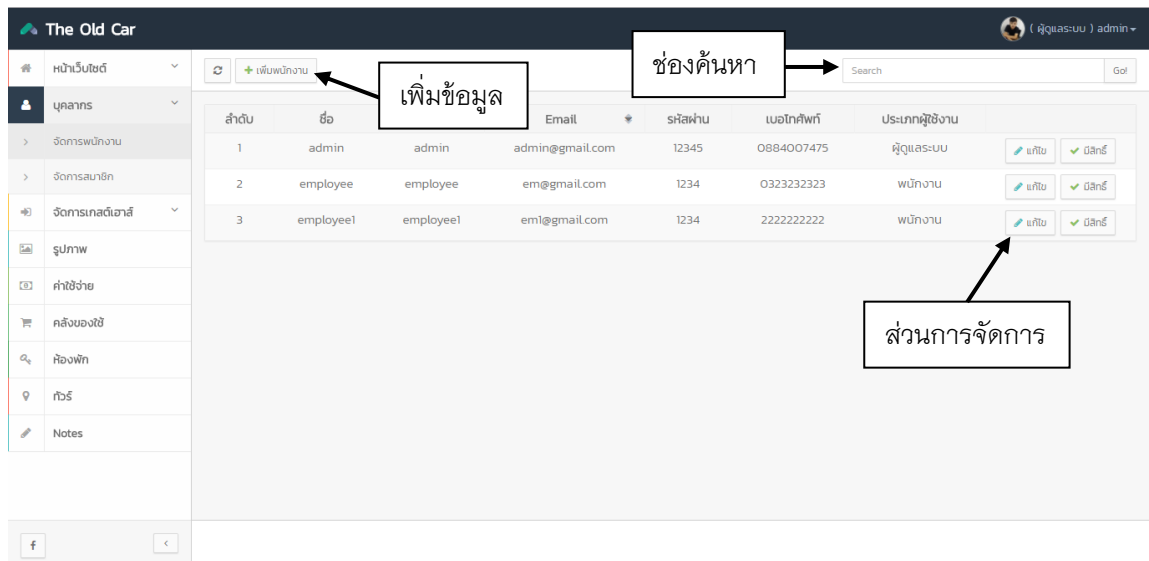 The Old Car
( ผู้ดูแลระบบ ) admin
หน้าเว็บไซต์
บุคลากร
จัดการพนักงาน
จัดการสมาชิก
จัดการเกสต์เฮาส์
รูปภาพ
ค่าใช้จ่าย
คลังของใช้
ห้องพัก
ทัวร์
Notes
เพิ่มพนักงาน
เพิ่มข้อมูล
ช่องค้นหา
Search
Go!
ลำดับ ชื่อ Email รหัสผ่าน เบอโทศัพท์ ประเภทผู้ใช้งาน
1 admin admin admin@gmail.com 12345 0884007475 ผู้ดูแลระบบ แก้ไข มีสิทธิ์
2 employee employee em@gmail.com 1234 0323232323 พนักงาน แก้ไข มีสิทธิ์
3 employee1 employee1 em1@gmail.com 1234 2222222222 พนักงาน แก้ไข มีสิทธิ์
ส่วนการจัดการ